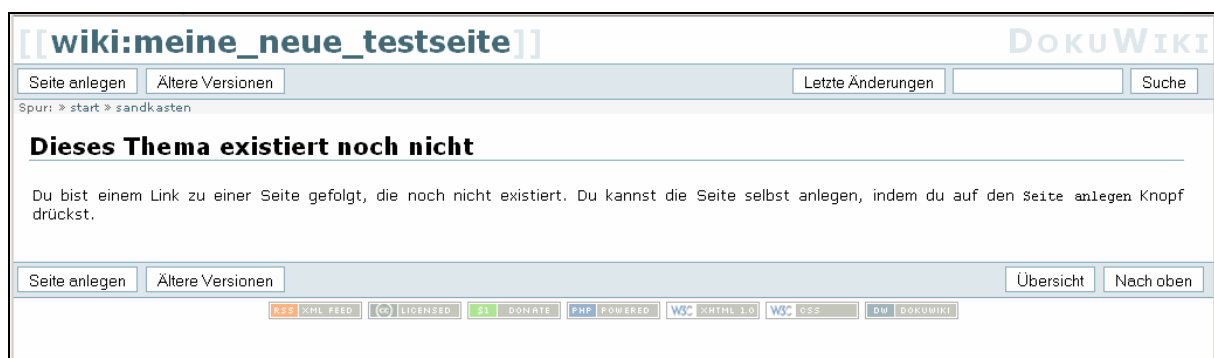 [[wiki:meine_neue_testseite]] DOKUWIKI
Seite anlegen Ältere Versionen Letzte Änderungen Suche
Spur: » start » sandkasten
Dieses Thema existiert noch nicht
Du bist einem Link zu einer Seite gefolgt, die noch nicht existiert. Du kannst die Seite selbst anlegen, indem du auf den Seite anlegen Knopf
drückst.
Seite anlegen Ältere Versionen Übersicht Nach oben
RSS XML FEED (cc) LICENSED $1 DONATE PHP POWERED W3C XHTML 1.0 W3C CSS DW DOKUWIKI